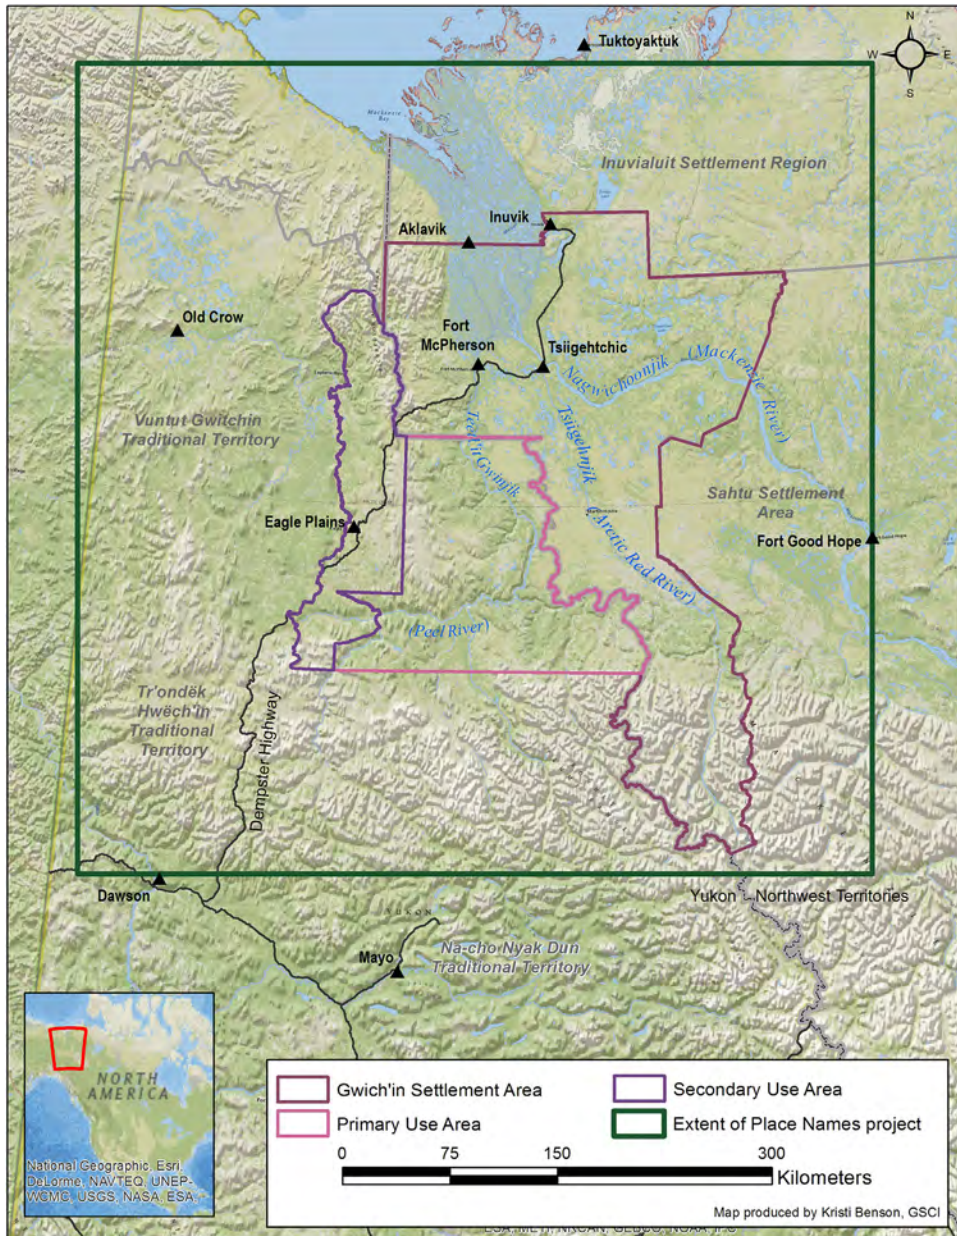 Tuktoyaktuk
N
W
E
S
Mackenzie
Bay
Inuvialuit Settlement Region
Inuvik
Aklavik
Old Crow
Fort
McPherson
Tsiigehtchic
Nagwichoonjik (Mackenzie River)
Vuntut Gwitchin
Traditional Territory
Teetl'it Gwinjik
Tsiigehnjik (Arctic Red River)
Sahtu Settlement
Area
Eagle Plains
Fort Good Hope
(Peel River)
Tr'ondëk
Hwëch'in
Traditional
Territory
Dempster Highway
Dawson
Yukon
Northwest Territories
YUKON
Mayo
Na-cho Nyak Dun
Traditional Territory
NORTH
AMERICA
National Geographic, Esri,
DeLorme, NAVTEQ, UNEP-
WCMC, USGS, NASA, ESA,
Gwich'in Settlement Area
Secondary Use Area
Primary Use Area
Extent of Place Names project
0 75 150 300
Kilometers
Map produced by Kristi Benson, GSCI